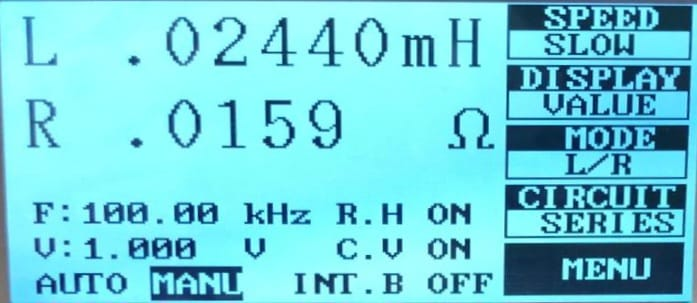 L .02440mH
R .0159 Ω
F:100.00 kHz R.H ON
V:1.000 V C.V ON
AUTO MANU INT.B OFF
SPEED
SLOW
DISPLAY
VALUE
MODE
L/R
CIRCUIT
SERIES
MENU